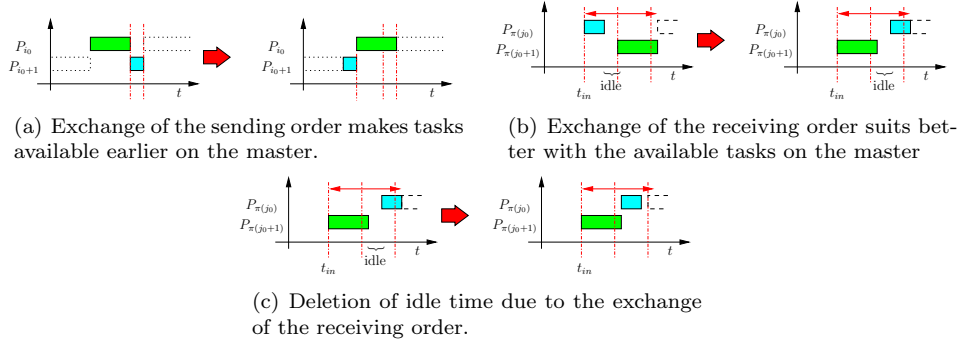 P_{i_0}
P_{i_0+1}
t
P_{i_0}
P_{i_0+1}
t
P_{π(j_0)}
P_{π(j_0+1)}
t_{in}
idle
t
P_{π(j_0)}
P_{π(j_0+1)}
t_{in}
idle
t
(a) Exchange of the sending order makes tasks
available earlier on the master.
(b) Exchange of the receiving order suits bet-
ter with the available tasks on the master
P_{π(j_0)}
P_{π(j_0+1)}
t_{in}
idle
t
P_{π(j_0)}
P_{π(j_0+1)}
t_{in}
t
(c) Deletion of idle time due to the exchange
of the receiving order.